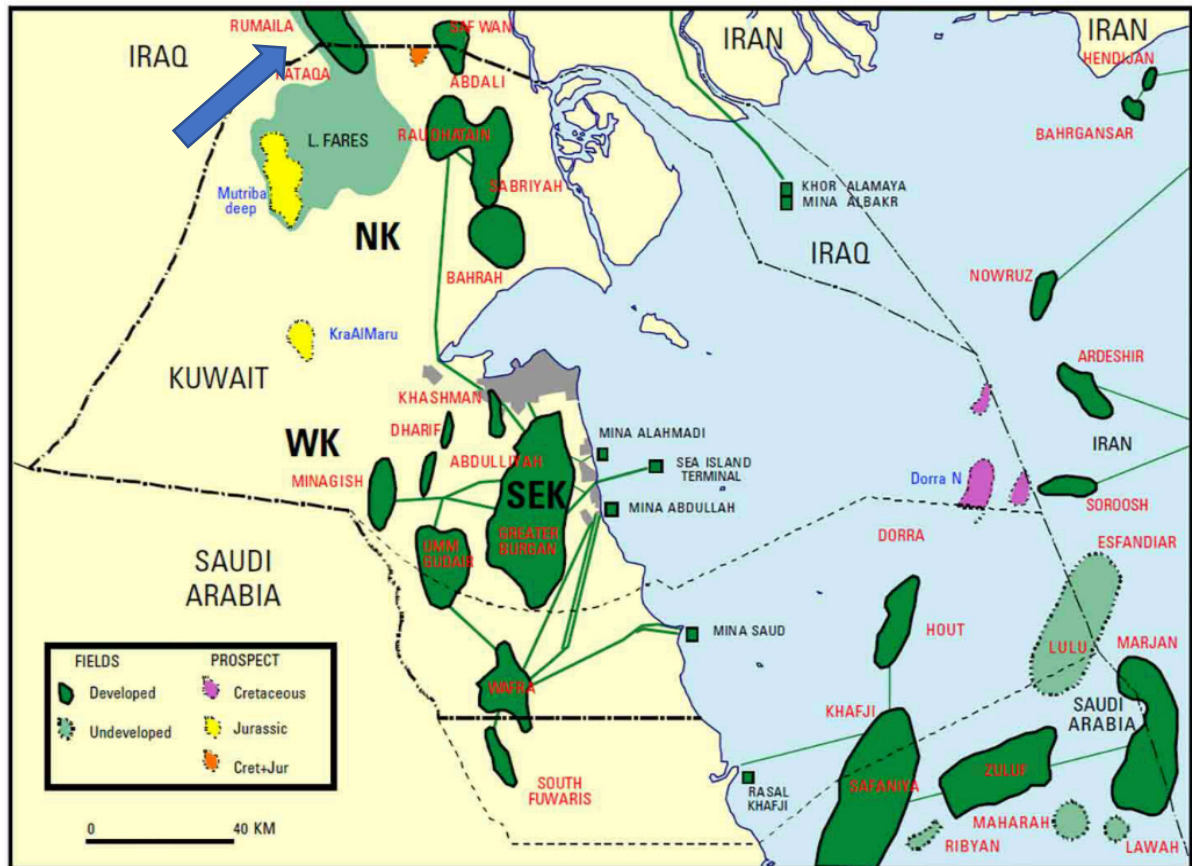 RUMAILA
SAFWAN
IRAQ
IRAN
IRAN
HENDIJAN
RATAQA
ABDALI
BAHRGANSAR
L. FARES
RAUDHATAIN
SABRIYAH
KHOR ALAMAYA
MINA ALBAKR
Mutriba
deep
NK
IRAQ
BAHRAH
NOWRUZ
KraAlMaru
ARDESHIR
KUWAIT
KHASHMAN
WK
DHARIF
MINA ALAHMADI
IRAN
MINAGISH
ABDULLIYAH
SEA ISLAND
TERMINAL
Dorra N
SEK
MINA ABDULLAH
SOROOSH
GREATER
BURGAN
DORRA
UMM
GUDAIR
ESFANDIAR
SAUDI
ARABIA
HOUT
LULU
MARJAN
MINA SAUD
FIELDS
PROSPECT
Developed
Cretaceous
Undeveloped
Jurassic
Cret+Jur
WAFRA
KHAFJI
SAUDI
ARABIA
SOUTH
FUWARIS
RASAL
KHAFJI
SAFANIYA
ZULUF
MAHARAH
RIBYAN
LAWAH
0
40 KM